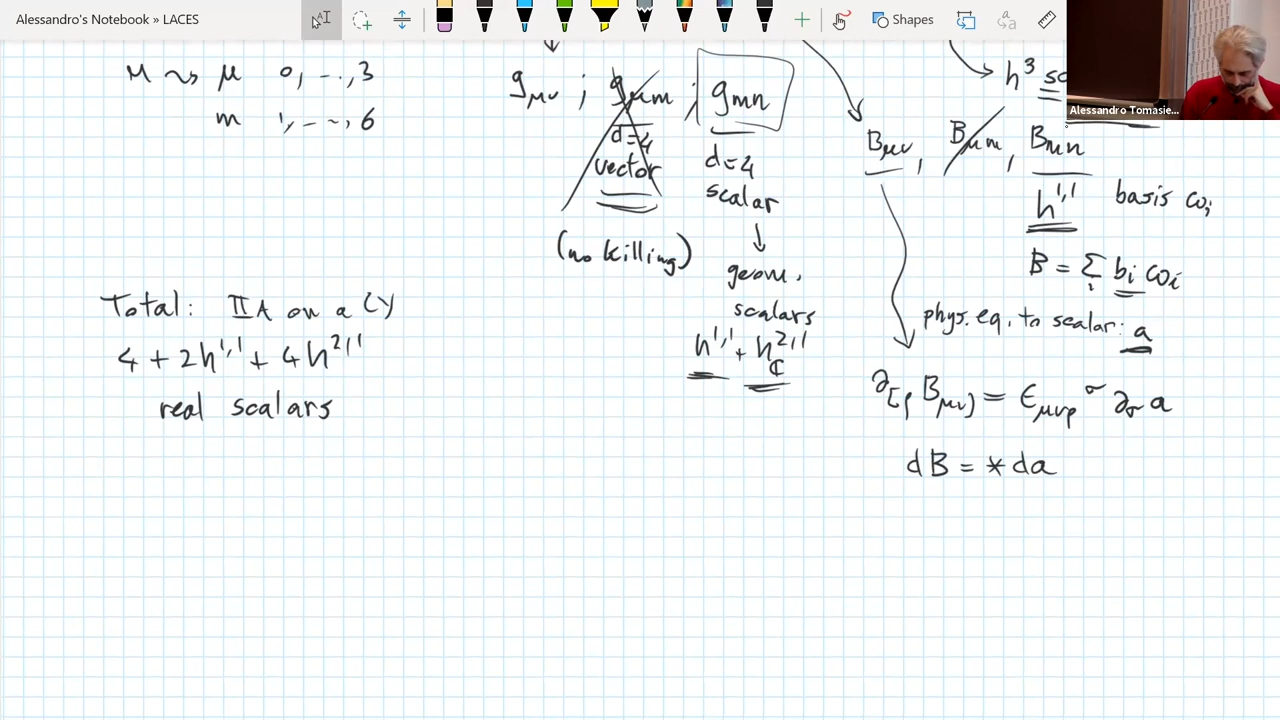 Alessandro's Notebook » LACES
Shapes
Alessandro Tomasie...
M ⇝ μ 0, -.., 3
m 1, -.., 6
g_μν ; g_μm ; g_mn
d=4
vector
(no killing)
d=4
scalar
↓
geom.
scalars
h^{1,1} + h^{2,1}_ℂ
h^3
B_μν, B_μm, B_mn
h^{1,1} basis ω_i
B = Σ_i b_i ω_i
phys. eq. to scalar: a
∂_[ρ B_μν] = ϵ_μνρ^σ ∂_σ a
dB = *da
Total: IIA on a CY
4 + 2h^{1,1} + 4h^{2,1}
real scalars